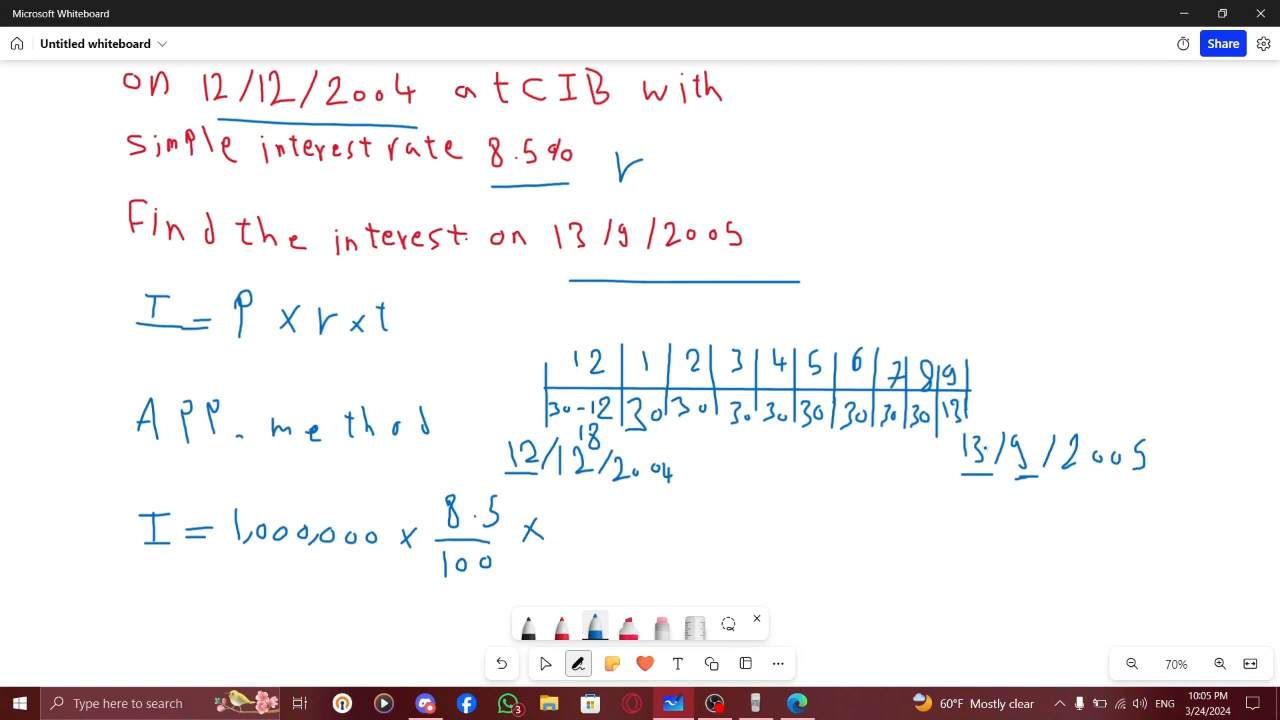 Microsoft Whiteboard
Untitled whiteboard
Share
on 12/12/2004 at CIB with
simple interest rate 8.5% r
Find the interest on 13/9/2005
I = P × r × t
12 1 2 3 4 5 6 7 8 9
30-12 30 30 30 30 30 30 30 30 13
18
APP. method
12/12/2004 13/9/2005
I = 1,000,000 × 8.5/100 ×
T
70%
Type here to search
3
60°F Mostly clear
ENG
10:05 PM
3/24/2024